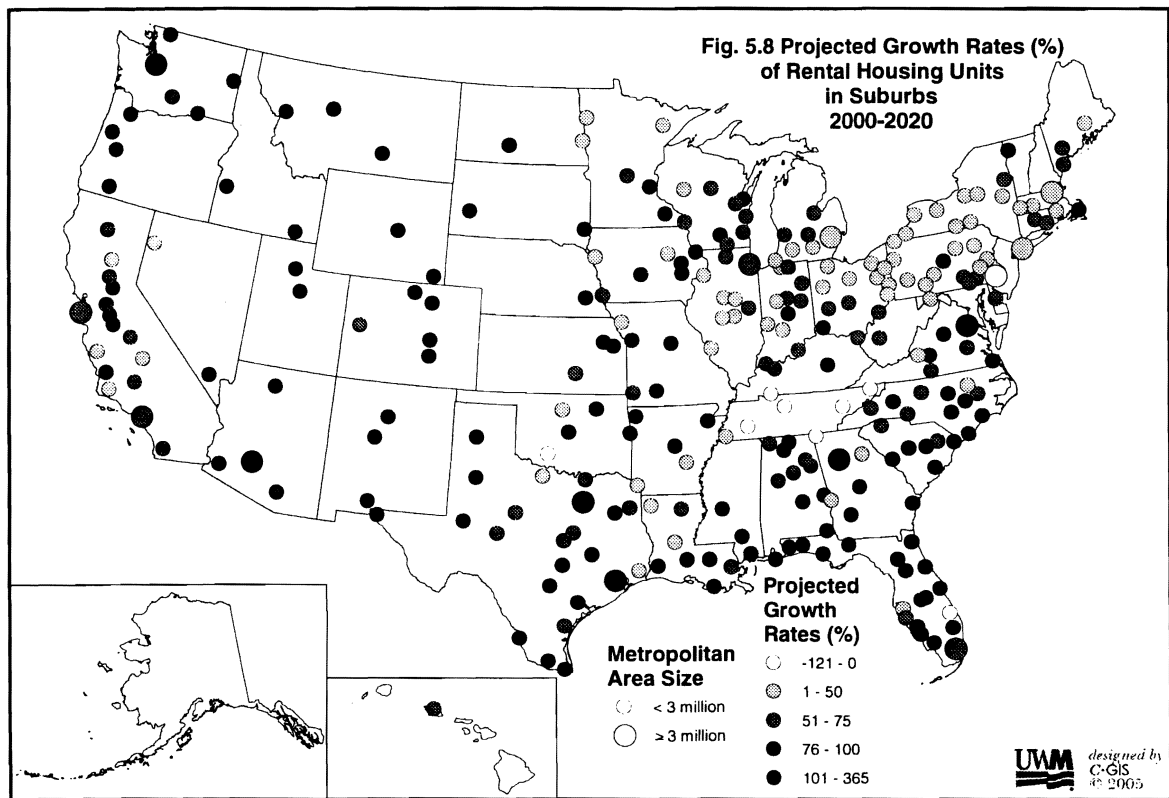 Fig. 5.8 Projected Growth Rates (%)
of Rental Housing Units
in Suburbs
2000-2020
Metropolitan
Area Size
< 3 million
≥ 3 million
Projected
Growth
Rates (%)
-121 - 0
1 - 50
51 - 75
76 - 100
101 - 365
UWM
designed by
C·GIS
© 2005